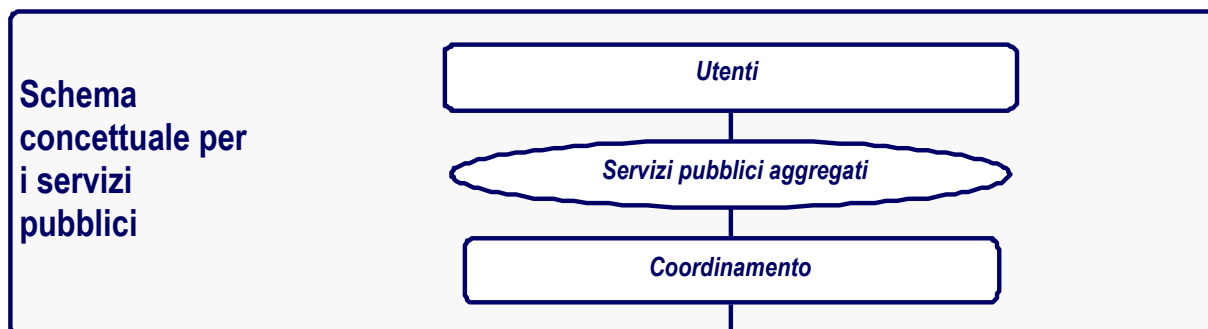 Schema
concettuale per
i servizi
pubblici
Utenti
Servizi pubblici aggregati
Coordinamento